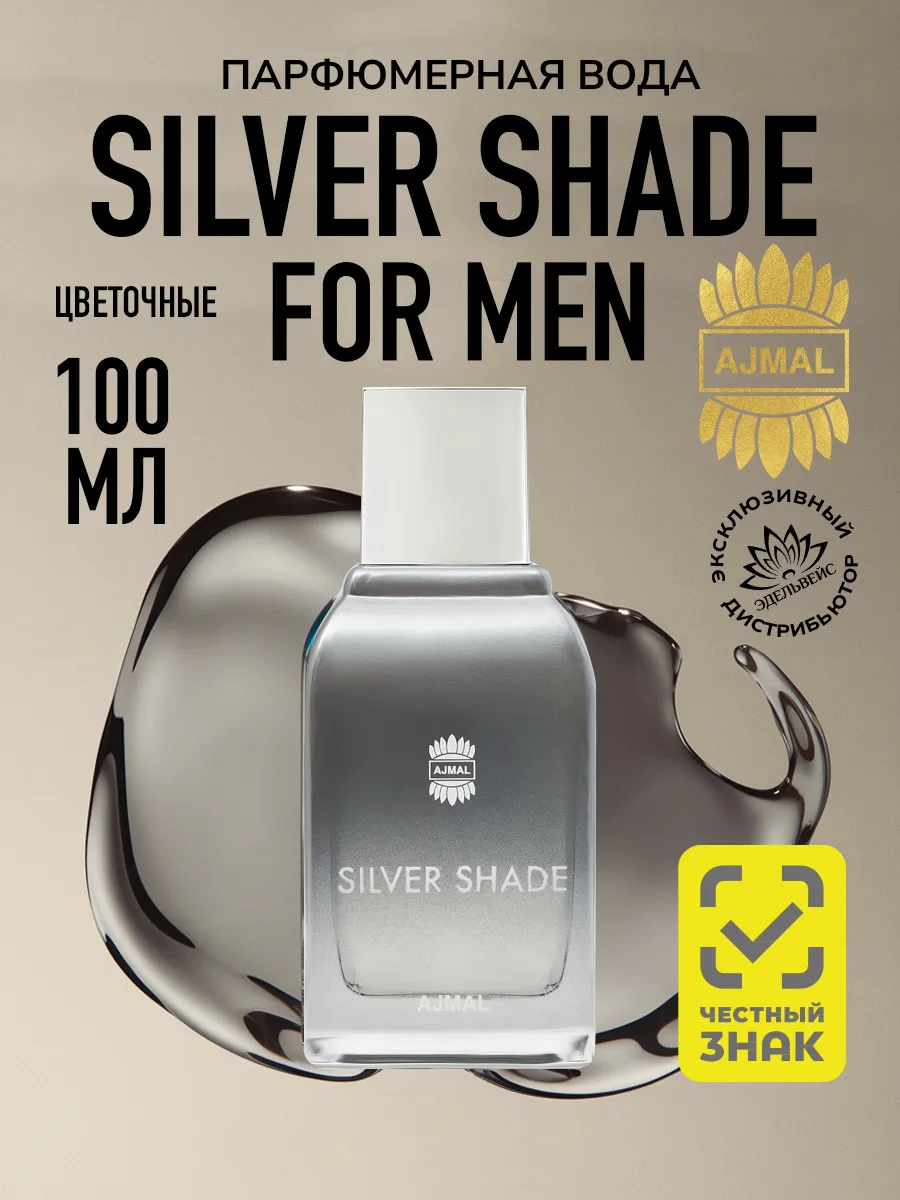 ПАРФЮМЕРНАЯ ВОДА
SILVER SHADE
FOR MEN
ЦВЕТОЧНЫЕ
100
МЛ
AJMAL
ЭКСКЛЮЗИВНЫЙ
ЭДЕЛЬВЕЙС
ДИСТРИБЬЮТОР
AJMAL
SILVER SHADE
AJMAL
ЧЕСТНЫЙ
ЗНАК